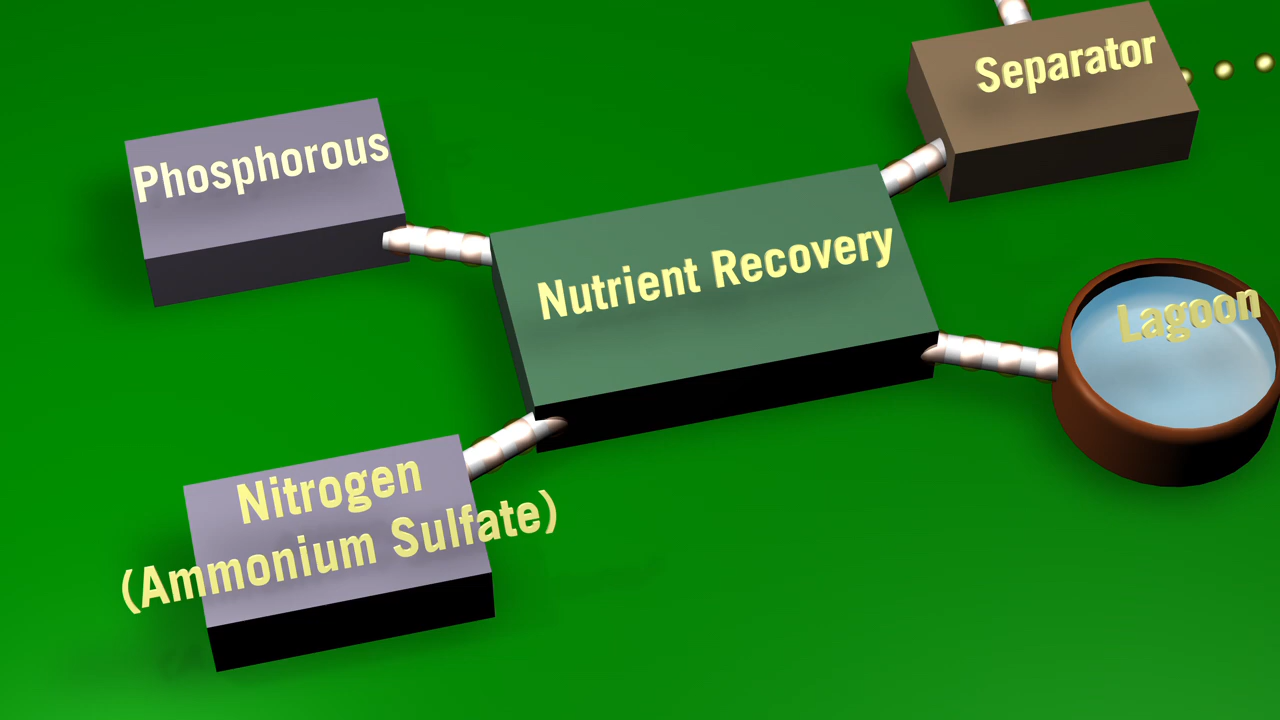 Separator
Phosphorous
Nutrient Recovery
Lagoon
Nitrogen
(Ammonium Sulfate)